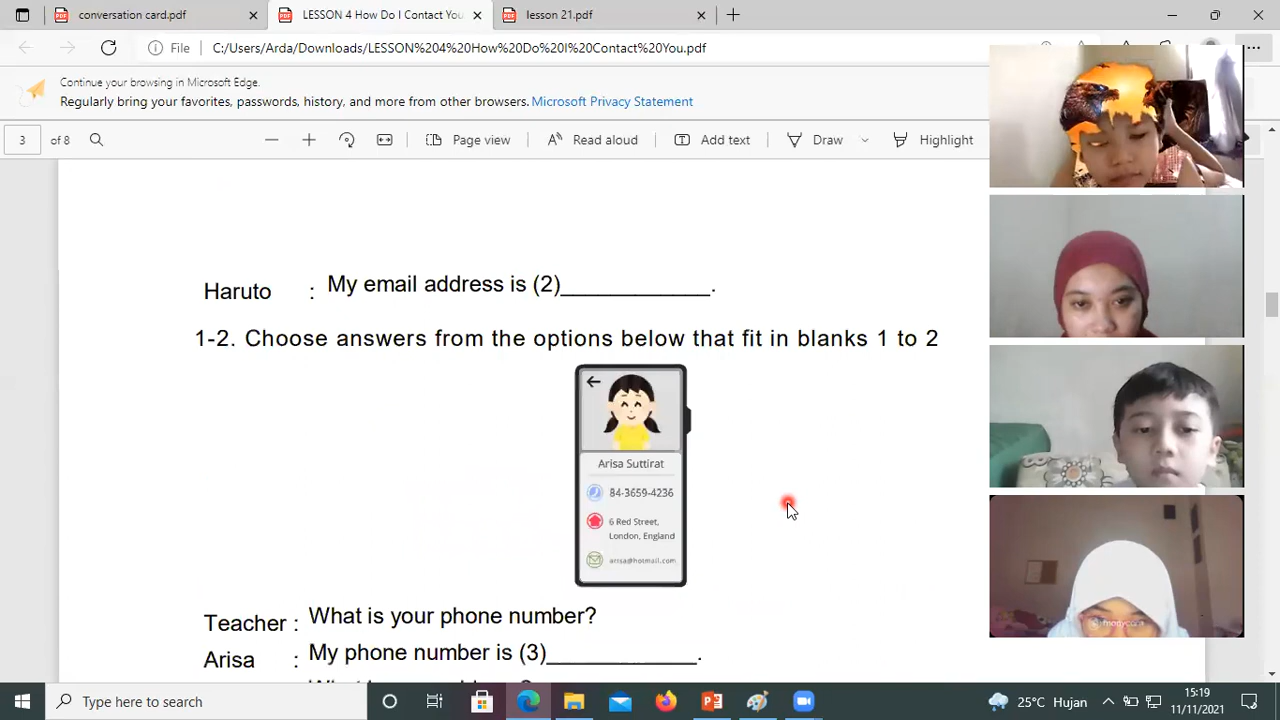 conversation card.pdf
LESSON 4 How Do I Contact You
lesson 21.pdf
File
C:/Users/Arda/Downloads/LESSON%204%20How%20Do%20I%20Contact%20You.pdf
Continue your browsing in Microsoft Edge.
Regularly bring your favorites, passwords, history, and more from other browsers. Microsoft Privacy Statement
3 of 8
Page view
Read aloud
Add text
Draw
Highlight
Haruto : My email address is (2)____________.
1-2. Choose answers from the options below that fit in blanks 1 to 2
Arisa Suttirat
84-3659-4236
6 Red Street,
London, England
arisa@hotmail.com
Teacher : What is your phone number?
Arisa : My phone number is (3)____________.
Type here to search
25°C Hujan
15:19
11/11/2021